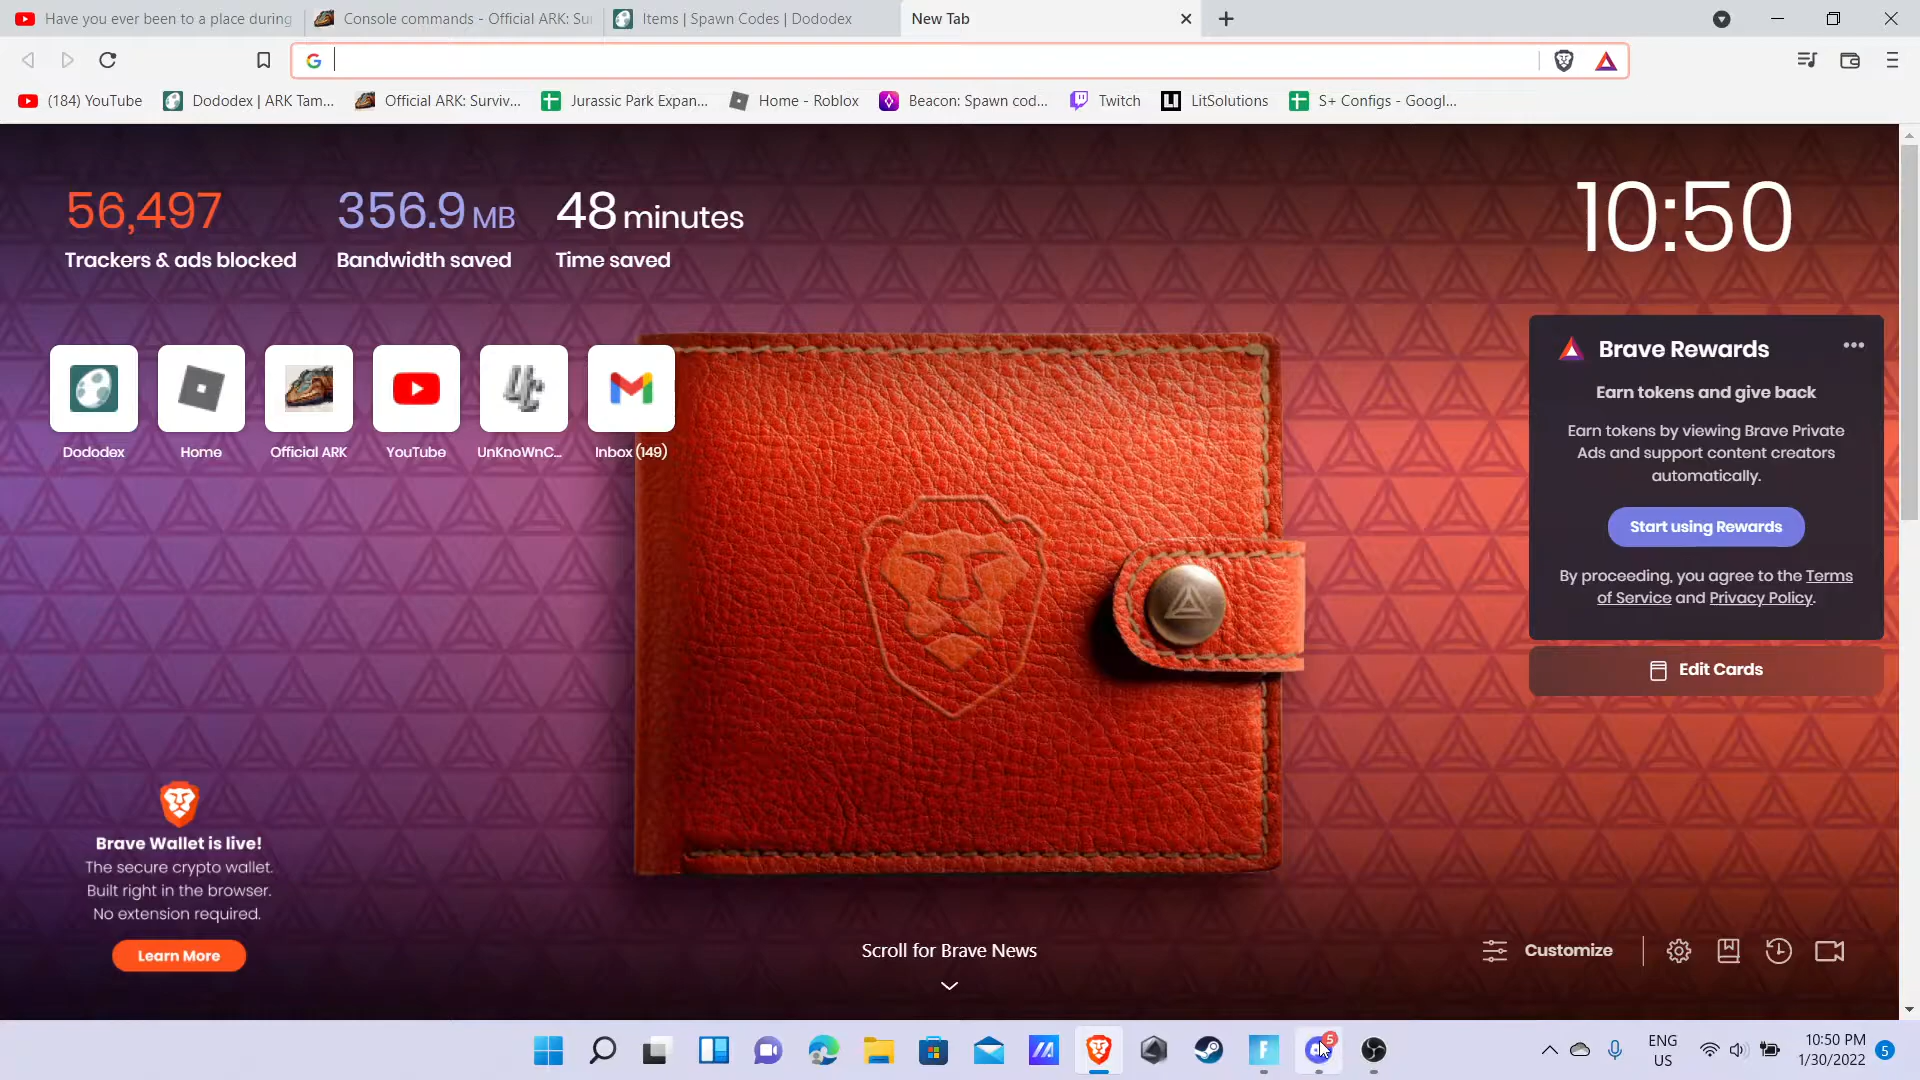 Have you ever been to a place during
Console commands - Official ARK: Su
Items | Spawn Codes | Dododex
New Tab
(184) YouTube
Dododex | ARK Tam...
Official ARK: Surviv...
Jurassic Park Expan...
Home - Roblox
Beacon: Spawn cod...
Twitch
LitSolutions
S+ Configs - Googl...
56,497
Trackers & ads blocked
356.9 MB
Bandwidth saved
48 minutes
Time saved
10:50
Dododex
Home
Official ARK
YouTube
UnKnoWnC...
Inbox (149)
Brave Rewards
Earn tokens and give back
Earn tokens by viewing Brave Private
Ads and support content creators
automatically.
Start using Rewards
By proceeding, you agree to the Terms
of Service and Privacy Policy.
Edit Cards
Brave Wallet is live!
The secure crypto wallet.
Built right in the browser.
No extension required.
Learn More
Scroll for Brave News
Customize
F
5
ENG
US
10:50 PM
1/30/2022
5